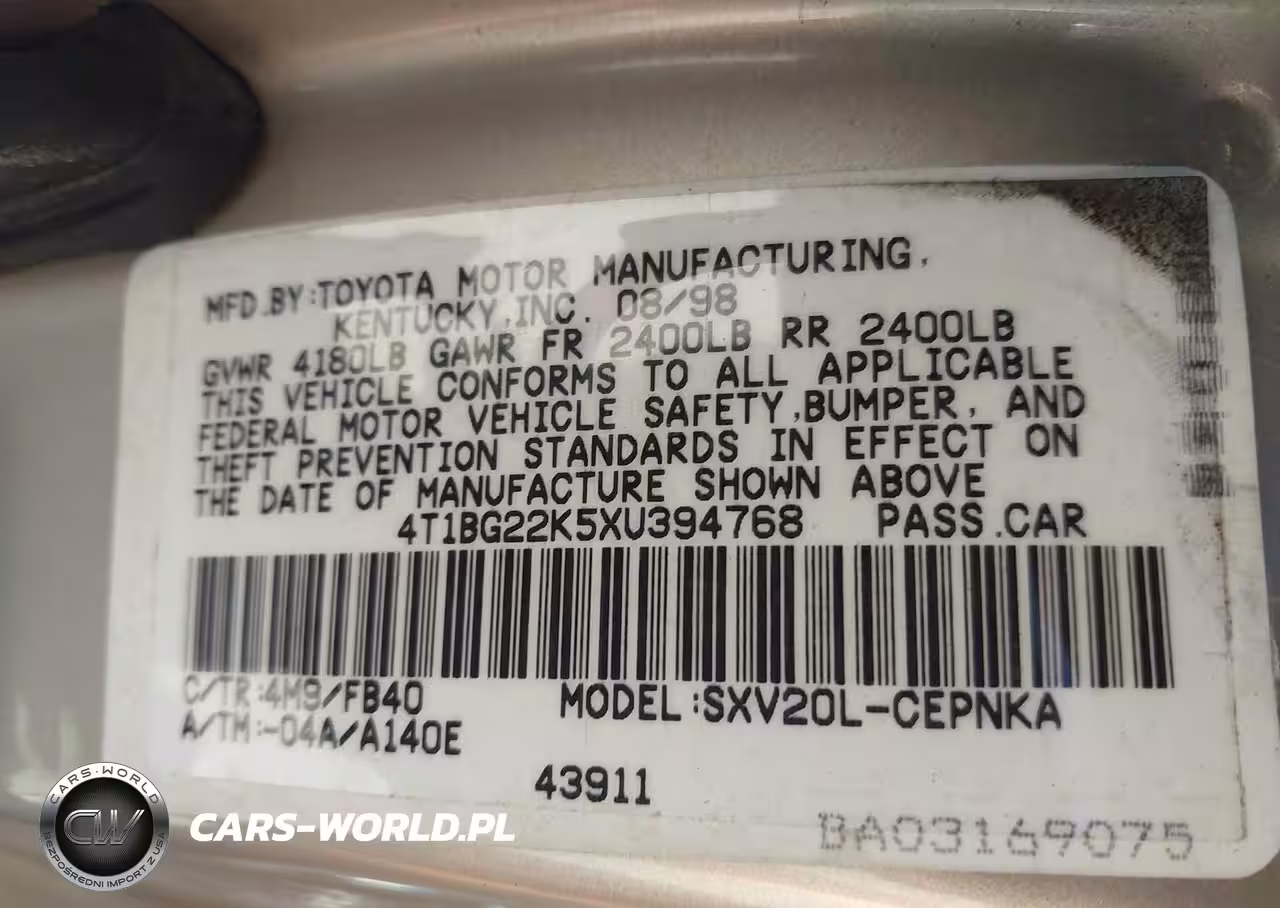 MFD.BY:TOYOTA MOTOR MANUFACTURING,
KENTUCKY,INC. 08/98
GVWR 4180LB GAWR FR 2400LB RR 2400LB
THIS VEHICLE CONFORMS TO ALL APPLICABLE
FEDERAL MOTOR VEHICLE SAFETY,BUMPER, AND
THEFT PREVENTION STANDARDS IN EFFECT ON
THE DATE OF MANUFACTURE SHOWN ABOVE
4T1BG22K5XU394768 PASS.CAR
C/TR:4M9/FB40 MODEL:SXV20L-CEPNKA
A/TM:-04A/A140E
43911
BA03169075
CARS-WORLD
CW
BEZPOŚREDNI IMPORT Z USA
CARS-WORLD.PL